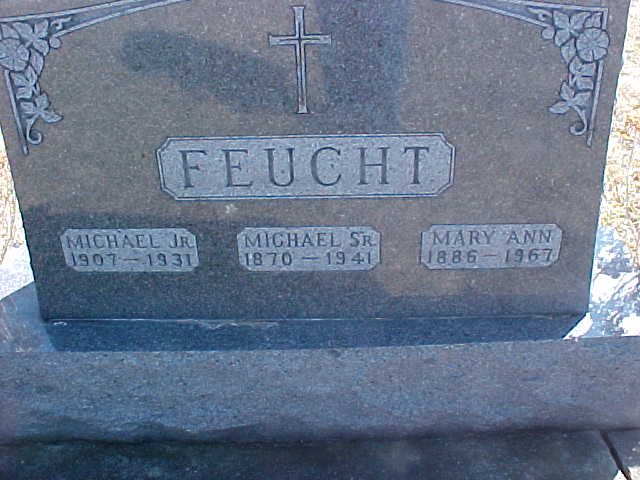 FEUCHT
MICHAEL JR
1907 — 1931
MICHAEL SR
1870 — 1941
MARY ANN
1886 — 1967